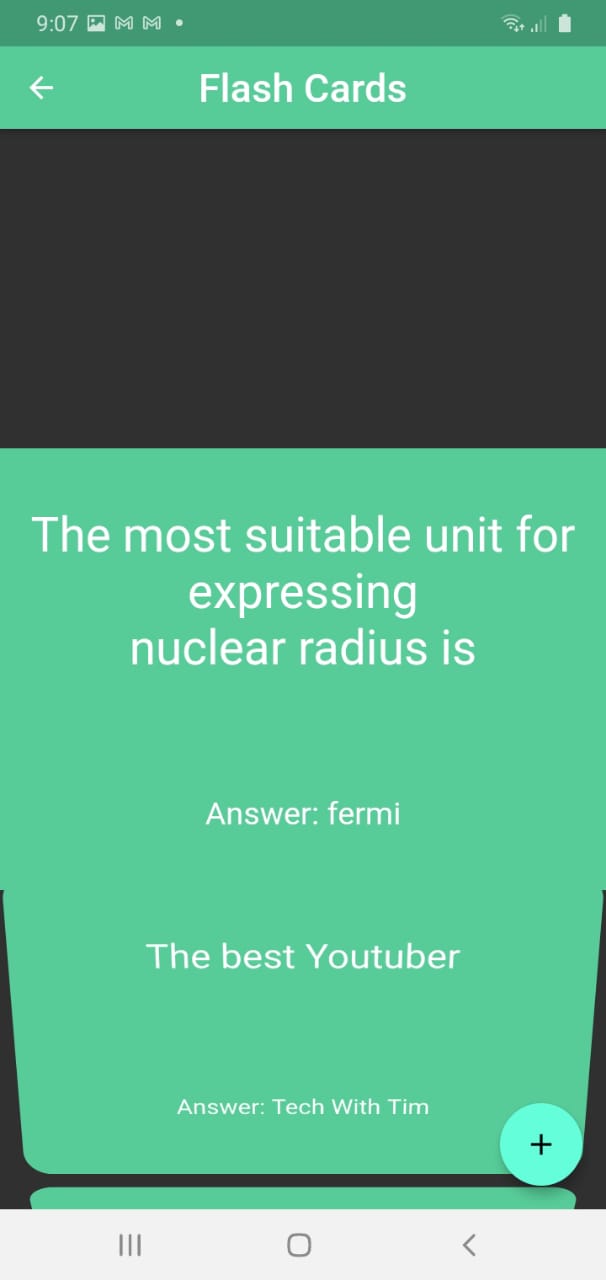 9:07
Flash Cards
The most suitable unit for
expressing
nuclear radius is
Answer: fermi
The best Youtuber
Answer: Tech With Tim
+